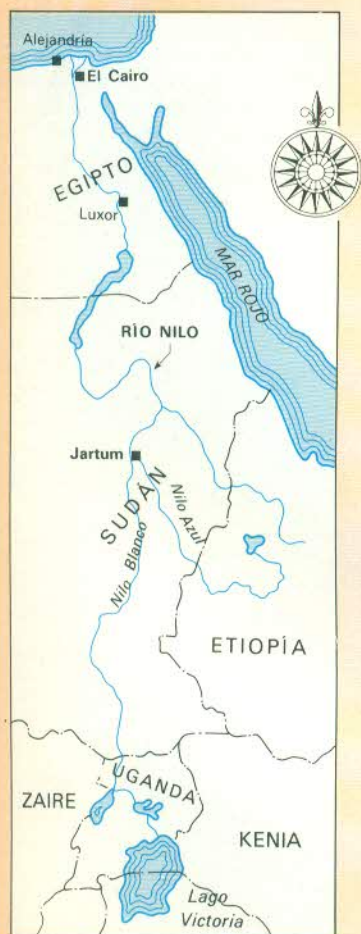 Alejandría
El Cairo
EGIPTO
Luxor
MAR ROJO
RÌO NILO
Jartum
SUDÁN
Nilo Azul
Nilo Blanco
ETIOPÍA
UGANDA
ZAIRE
KENIA
Lago
Victoria